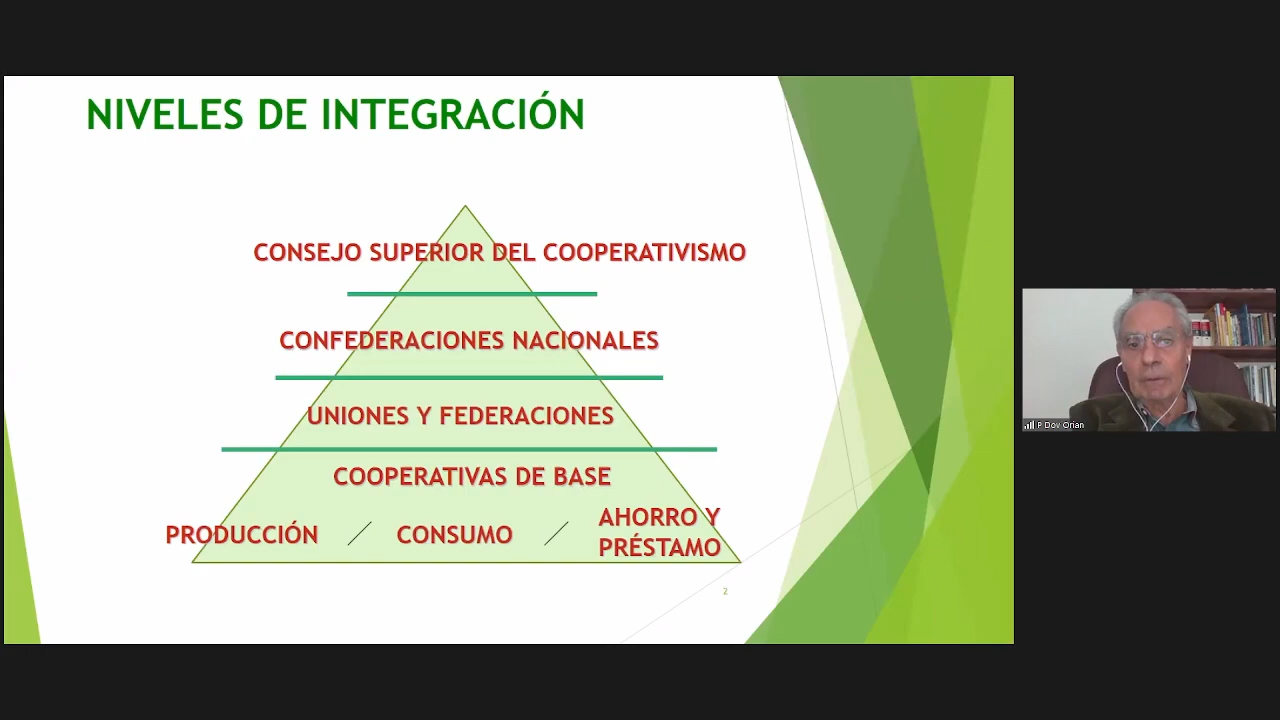 NIVELES DE INTEGRACIÓN
CONSEJO SUPERIOR DEL COOPERATIVISMO
CONFEDERACIONES NACIONALES
UNIONES Y FEDERACIONES
COOPERATIVAS DE BASE
PRODUCCIÓN / CONSUMO / AHORRO Y
PRÉSTAMO
2
P Dov Orian